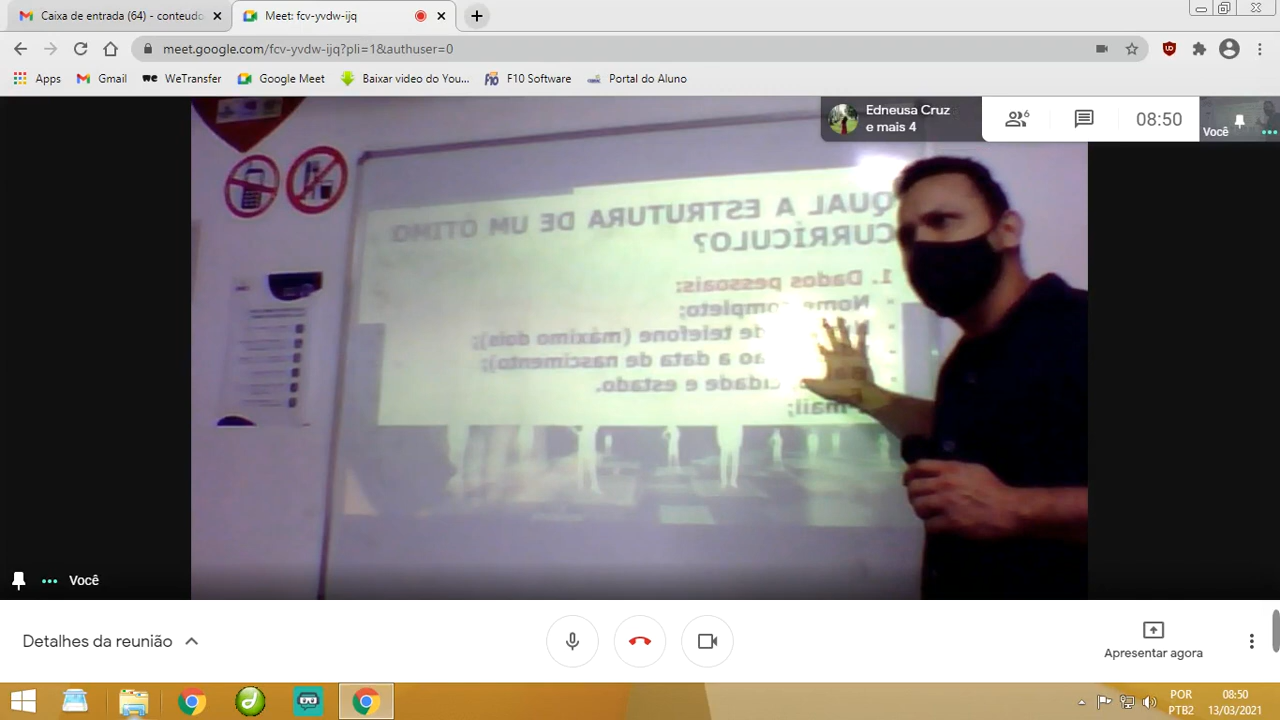 Caixa de entrada (64) - conteudo
Meet: fcv-yvdw-ijq
meet.google.com/fcv-yvdw-ijq?pli=1&authuser=0
Apps
Gmail
WeTransfer
Google Meet
Baixar video do You...
F10 Software
Portal do Aluno
Edneusa Cruz
e mais 4
6
08:50
Você
QUAL A ESTRUTURA DE UM ÓTIMO
CURRÍCULO?
1. Dados pessoais:
Nome completo;
de telefone (máximo dois);
ao a data de nascimento);
cidade e estado.
E-mail;
Você
Detalhes da reunião
Apresentar agora
POR
PTB2
08:50
13/03/2021